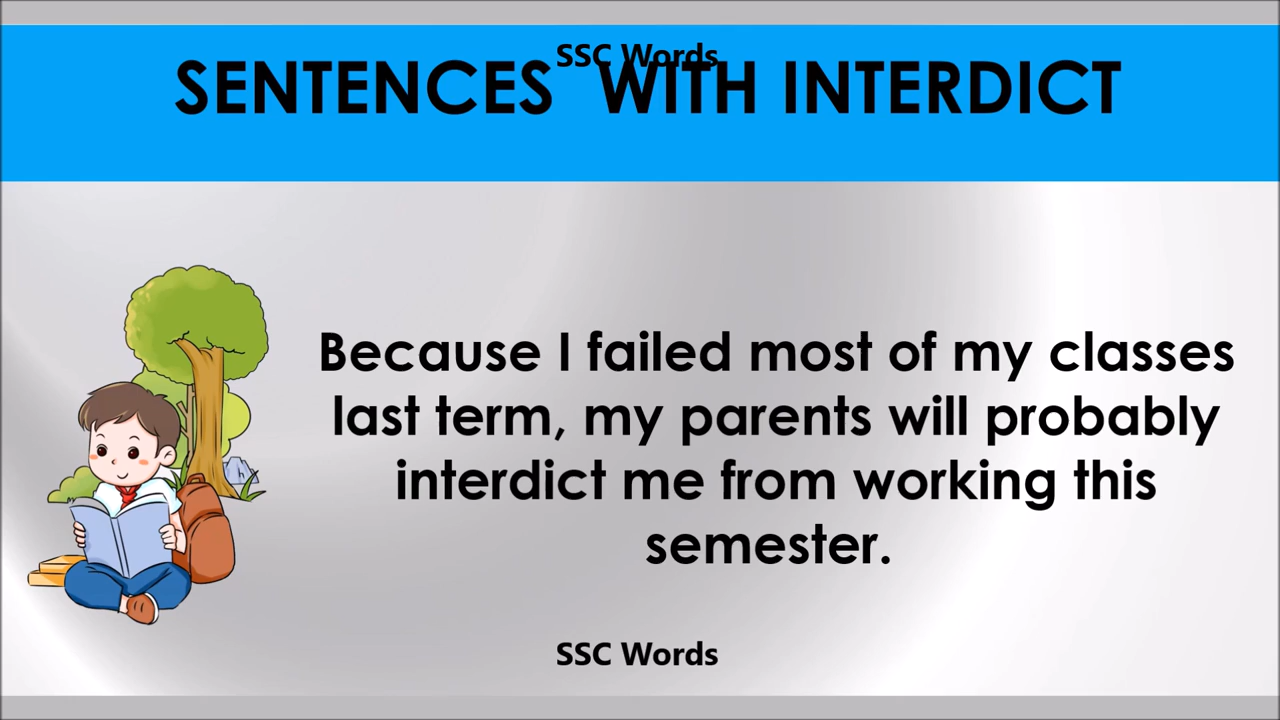 SSC Words
SENTENCES WITH INTERDICT
Because I failed most of my classes
last term, my parents will probably
interdict me from working this
semester.
SSC Words